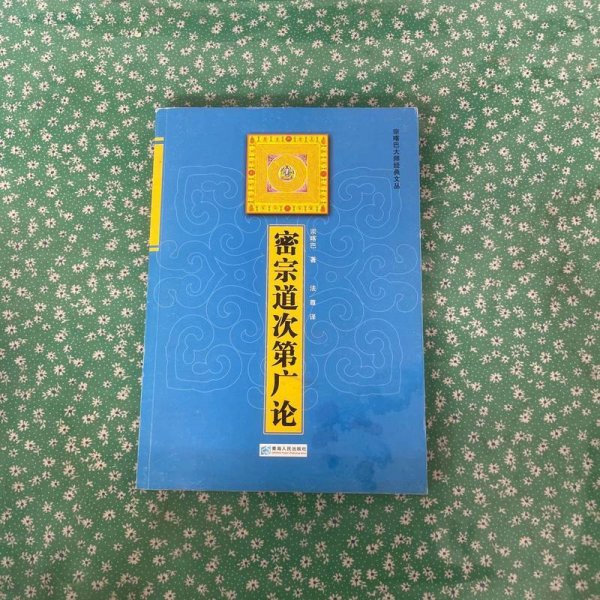 宗喀巴大师经典文丛
宗喀巴 著
法 尊 译
密宗道次第广论
青海人民出版社